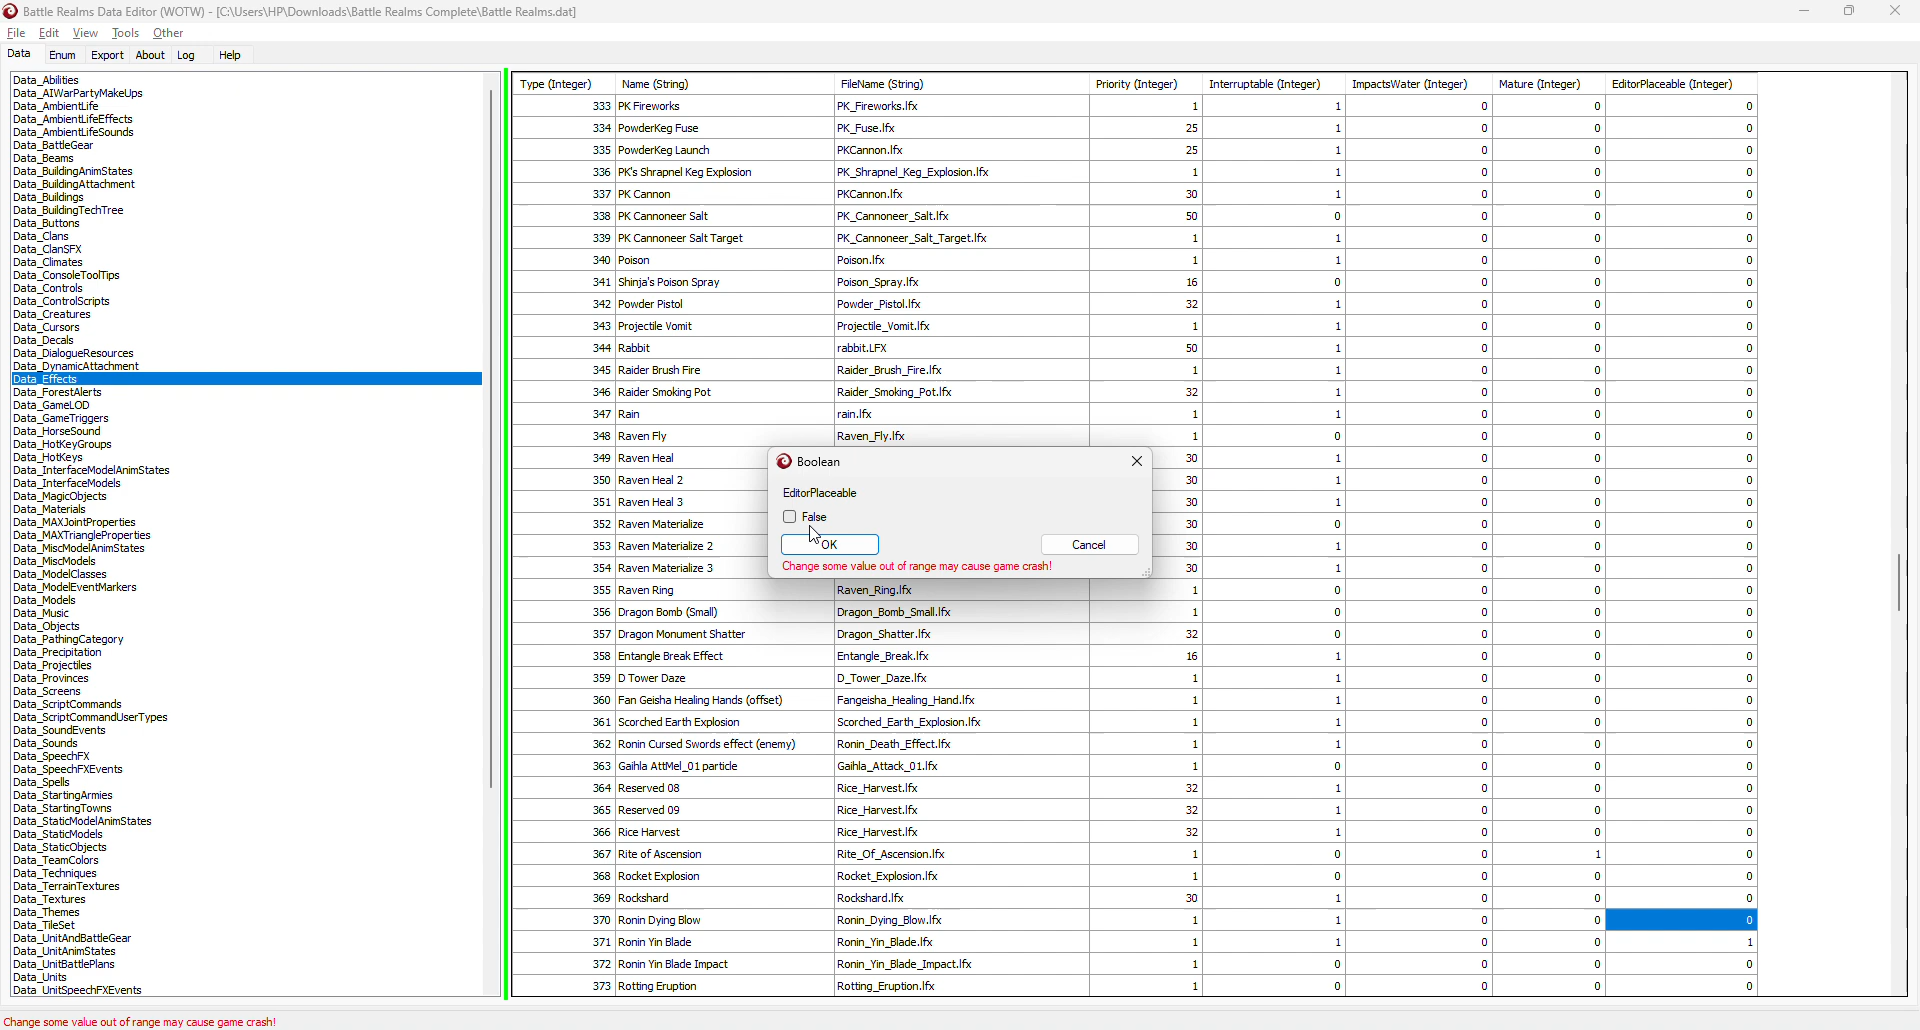 Battle Realms Data Editor (WOTW) - [C:\Users\HP\Downloads\Battle Realms Complete\Battle Realms.dat]
File Edit View Tools Other
Data Enum Export About Log Help
Data_Abilities
Data_AIWarPartyMakeUps
Data_AmbientLife
Data_AmbientLifeEffects
Data_AmbientLifeSounds
Data_BattleGear
Data_Beams
Data_BuildingAnimStates
Data_BuildingAttachment
Data_Buildings
Data_BuildingTechTree
Data_Buttons
Data_Clans
Data_ClanSFX
Data_Climates
Data_ConsoleToolTips
Data_Controls
Data_ControlScripts
Data_Creatures
Data_Cursors
Data_Decals
Data_DialogueResources
Data_DynamicAttachment
Data_Effects
Data_ForestAlerts
Data_GameLOD
Data_GameTriggers
Data_HorseSound
Data_HotKeyGroups
Data_HotKeys
Data_InterfaceModelAnimStates
Data_InterfaceModels
Data_MagicObjects
Data_Materials
Data_MAXJointProperties
Data_MAXTriangleProperties
Data_MiscModelAnimStates
Data_MiscModels
Data_ModelClasses
Data_ModelEventMarkers
Data_Models
Data_Music
Data_Objects
Data_PathingCategory
Data_Precipitation
Data_Projectiles
Data_Provinces
Data_Screens
Data_ScriptCommands
Data_ScriptCommandUserTypes
Data_SoundEvents
Data_Sounds
Data_SpeechFX
Data_SpeechFXEvents
Data_Spells
Data_StartingArmies
Data_StartingTowns
Data_StaticModelAnimStates
Data_StaticModels
Data_StaticObjects
Data_TeamColors
Data_Techniques
Data_TerrainTextures
Data_Textures
Data_Themes
Data_TileSet
Data_UnitAndBattleGear
Data_UnitAnimStates
Data_UnitBattlePlans
Data_Units
Data_UnitSpeechFXEvents
Type (Integer) Name (String) FileName (String) Priority (Integer) Interruptable (Integer) ImpactsWater (Integer) Mature (Integer) EditorPlaceable (Integer)
333 PK Fireworks PK_Fireworks.lfx 1 1 0 0 0
334 PowderKeg Fuse PK_Fuse.lfx 25 1 0 0 0
335 PowderKeg Launch PKCannon.lfx 25 1 0 0 0
336 PK's Shrapnel Keg Explosion PK_Shrapnel_Keg_Explosion.lfx 1 1 0 0 0
337 PK Cannon PKCannon.lfx 30 1 0 0 0
338 PK Cannoneer Salt PK_Cannoneer_Salt.lfx 50 0 0 0 0
339 PK Cannoneer Salt Target PK_Cannoneer_Salt_Target.lfx 1 1 0 0 0
340 Poison Poison.lfx 1 1 0 0 0
341 Shinja's Poison Spray Poison_Spray.lfx 16 0 0 0 0
342 Powder Pistol Powder_Pistol.lfx 32 1 0 0 0
343 Projectile Vomit Projectile_Vomit.lfx 1 1 0 0 0
344 Rabbit rabbit.LFX 50 1 0 0 0
345 Raider Brush Fire Raider_Brush_Fire.lfx 1 1 0 0 0
346 Raider Smoking Pot Raider_Smoking_Pot.lfx 32 1 0 0 0
347 Rain rain.lfx 1 1 0 0 0
348 Raven Fly Raven_Fly.lfx 1 0 0 0 0
349 Raven Heal 30 1 0 0 0
350 Raven Heal 2 30 1 0 0 0
351 Raven Heal 3 30 1 0 0 0
352 Raven Materialize 30 0 0 0 0
353 Raven Materialize 2 30 1 0 0 0
354 Raven Materialize 3 30 1 0 0 0
355 Raven Ring Raven_Ring.lfx 1 0 0 0 0
356 Dragon Bomb (Small) Dragon_Bomb_Small.lfx 1 0 0 0 0
357 Dragon Monument Shatter Dragon_Shatter.lfx 32 0 0 0 0
358 Entangle Break Effect Entangle_Break.lfx 16 1 0 0 0
359 D Tower Daze D_Tower_Daze.lfx 1 1 0 0 0
360 Fan Geisha Healing Hands (offset) Fangeisha_Healing_Hand.lfx 1 1 0 0 0
361 Scorched Earth Explosion Scorched_Earth_Explosion.lfx 1 1 0 0 0
362 Ronin Cursed Swords effect (enemy) Ronin_Death_Effect.lfx 1 1 0 0 0
363 Gaihla AttMel_01 particle Gaihla_Attack_01.lfx 1 0 0 0 0
364 Reserved 08 Rice_Harvest.lfx 32 1 0 0 0
365 Reserved 09 Rice_Harvest.lfx 32 1 0 0 0
366 Rice Harvest Rice_Harvest.lfx 32 1 0 0 0
367 Rite of Ascension Rite_Of_Ascension.lfx 1 0 0 1 0
368 Rocket Explosion Rocket_Explosion.lfx 1 0 0 0 0
369 Rockshard Rockshard.lfx 30 1 0 0 0
370 Ronin Dying Blow Ronin_Dying_Blow.lfx 1 1 0 0 0
371 Ronin Yin Blade Ronin_Yin_Blade.lfx 1 1 0 0 1
372 Ronin Yin Blade Impact Ronin_Yin_Blade_Impact.lfx 1 0 0 0 0
373 Rotting Eruption Rotting_Eruption.lfx 1 0 0 0 0
Boolean
EditorPlaceable
False
OK Cancel
Change some value out of range may cause game crash!
Change some value out of range may cause game crash!